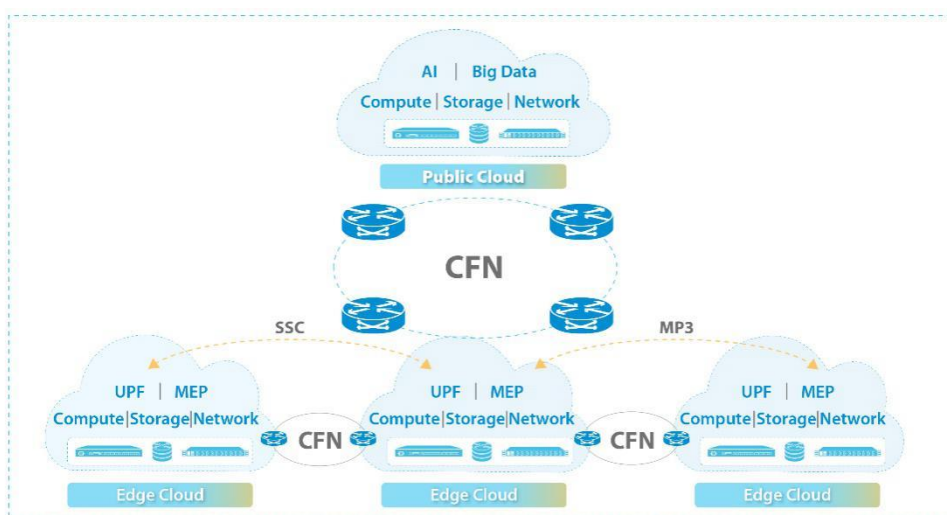 AI | Big Data
Compute | Storage | Network
Public Cloud
CFN
SSC
MP3
UPF | MEP
Compute|Storage|Network
Edge Cloud
CFN
UPF | MEP
Compute|Storage|Network
Edge Cloud
CFN
UPF | MEP
Compute|Storage|Network
Edge Cloud